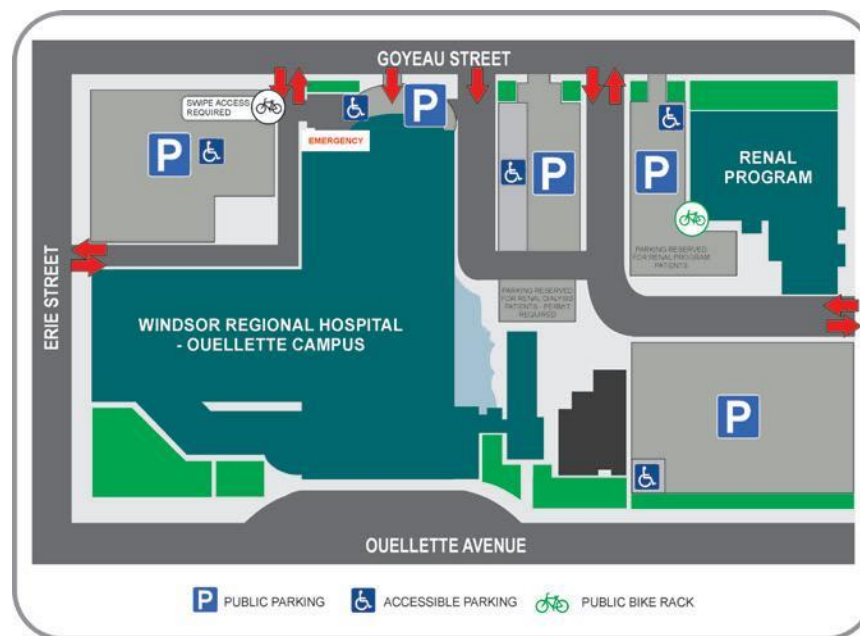 GOYEAU STREET
SWIPE ACCESS
REQUIRED
P
P
EMERGENCY
P
P
RENAL
PROGRAM
PARKING RESERVED
FOR RENAL PROGRAM
PATIENTS
PARKING RESERVED
FOR RENAL DIALYSIS
PATIENTS - PERMIT
REQUIRED
ERIE STREET
WINDSOR REGIONAL HOSPITAL
- OUELLETTE CAMPUS
P
OUELLETTE AVENUE
P PUBLIC PARKING
ACCESSIBLE PARKING
PUBLIC BIKE RACK